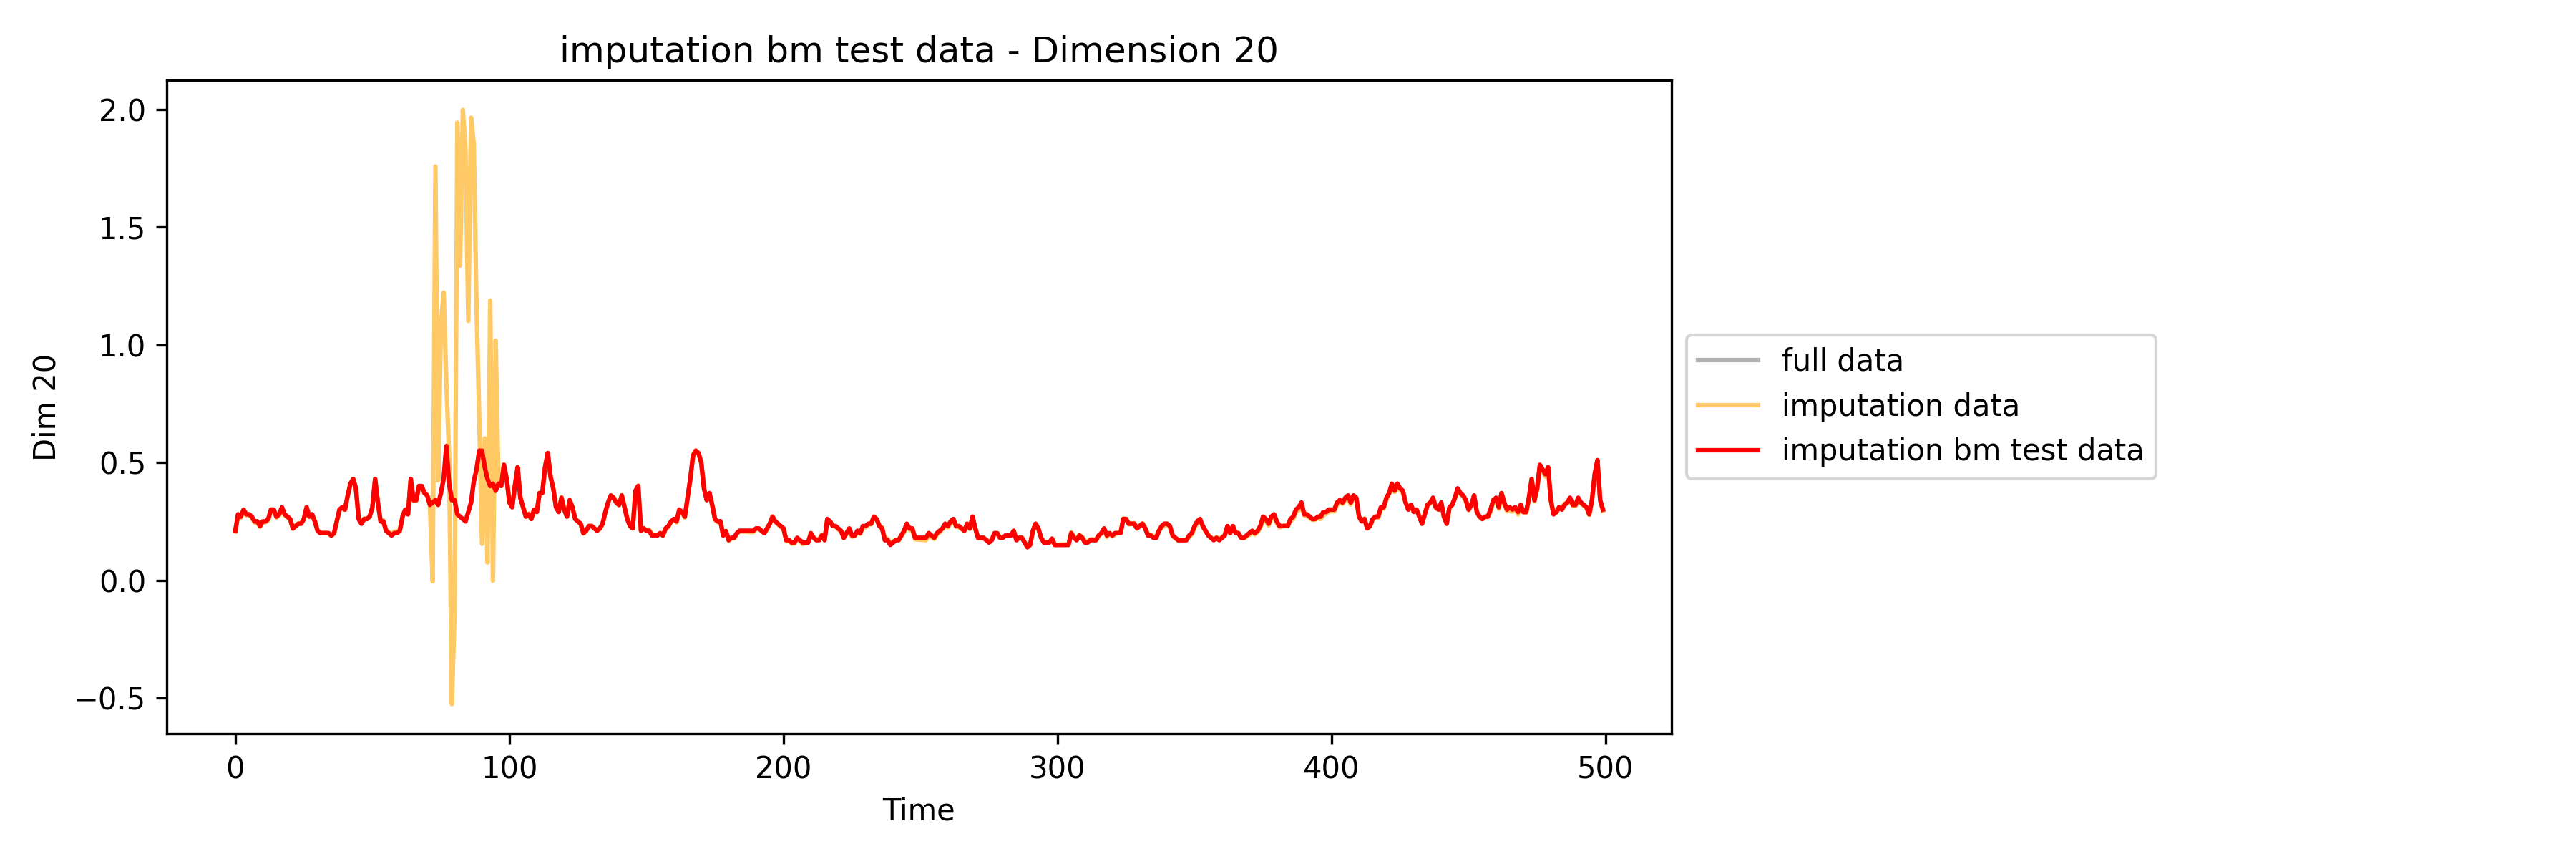 imputation bm test data - Dimension 20
2.0
1.5
1.0
0.5
0.0
−0.5
Dim 20
0
100
200
300
400
500
Time
full data
imputation data
imputation bm test data